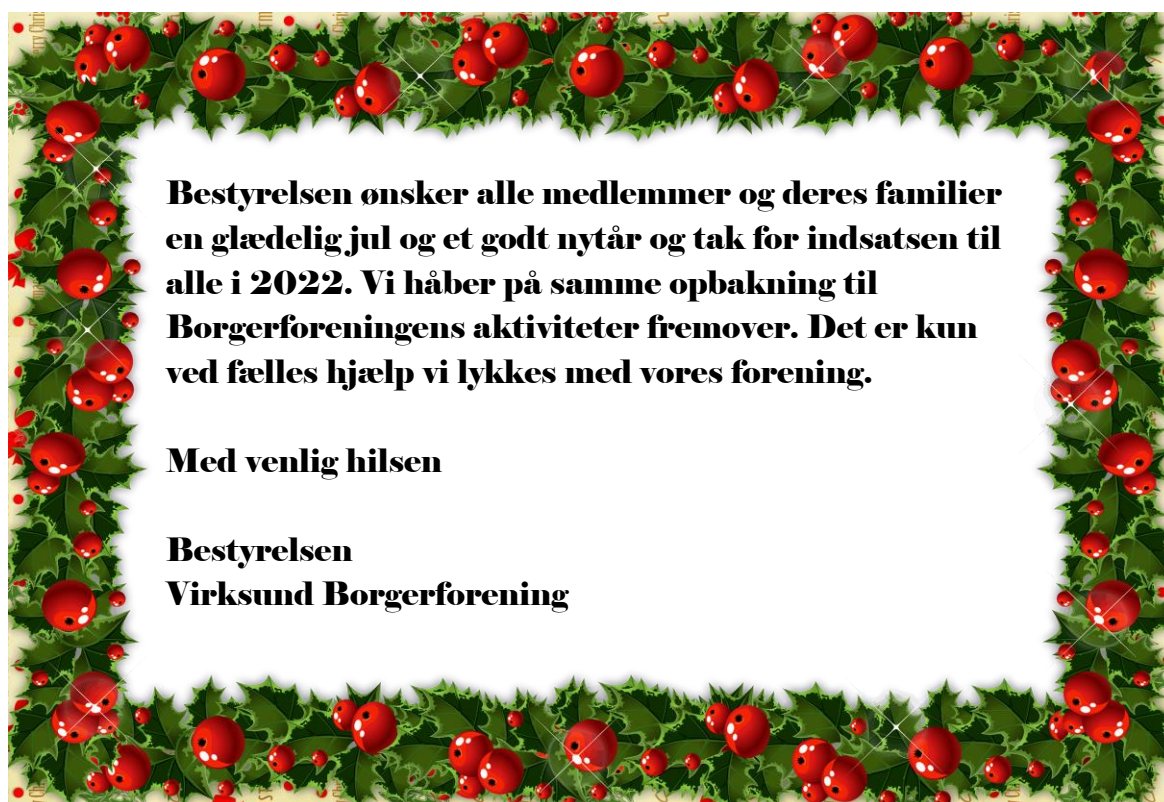 Bestyrelsen ønsker alle medlemmer og deres familier
en glædelig jul og et godt nytår og tak for indsatsen til
alle i 2022. Vi håber på samme opbakning til
Borgerforeningens aktiviteter fremover. Det er kun
ved fælles hjælp vi lykkes med vores forening.
Med venlig hilsen
Bestyrelsen
Virksund Borgerforening